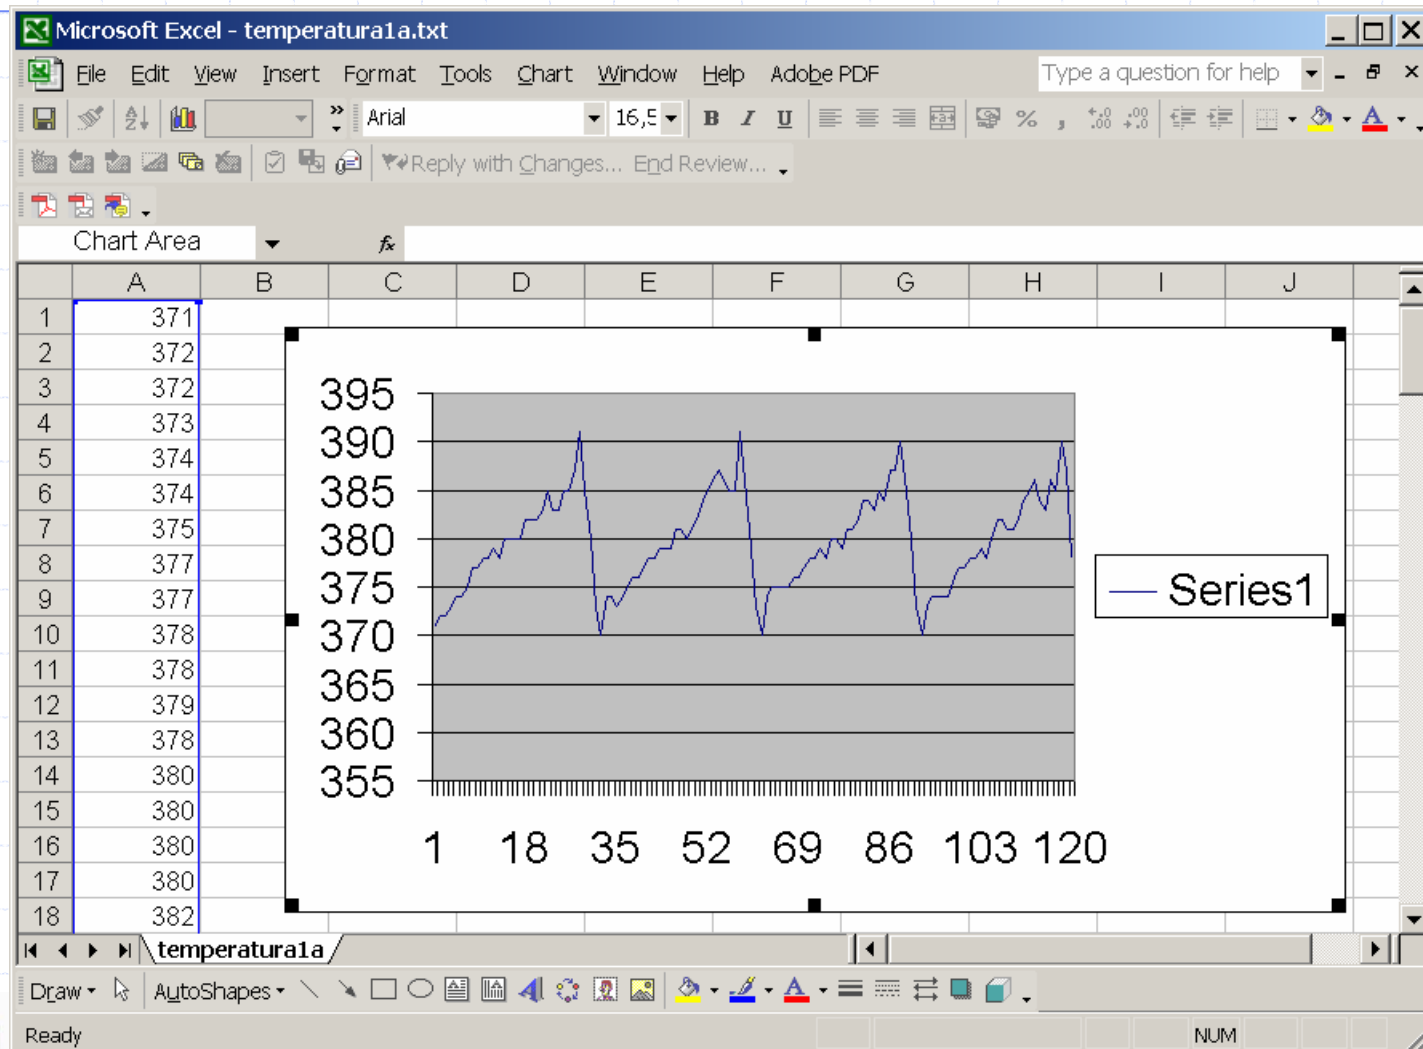 Microsoft Excel - temperatura1a.txt
File Edit View Insert Format Tools Chart Window Help Adobe PDF Type a question for help
Arial 16,5 B I U % ,
Reply with Changes... End Review...
Chart Area fx
A B C D E F G H I J
1 371
2 372
3 372
4 373
5 374
6 374
7 375
8 377
9 377
10 378
11 378
12 379
13 378
14 380
15 380
16 380
17 380
18 382
395
390
385
380
375
370
365
360
355
1 18 35 52 69 86 103 120
Series1
temperatura1a
Draw AutoShapes
Ready NUM